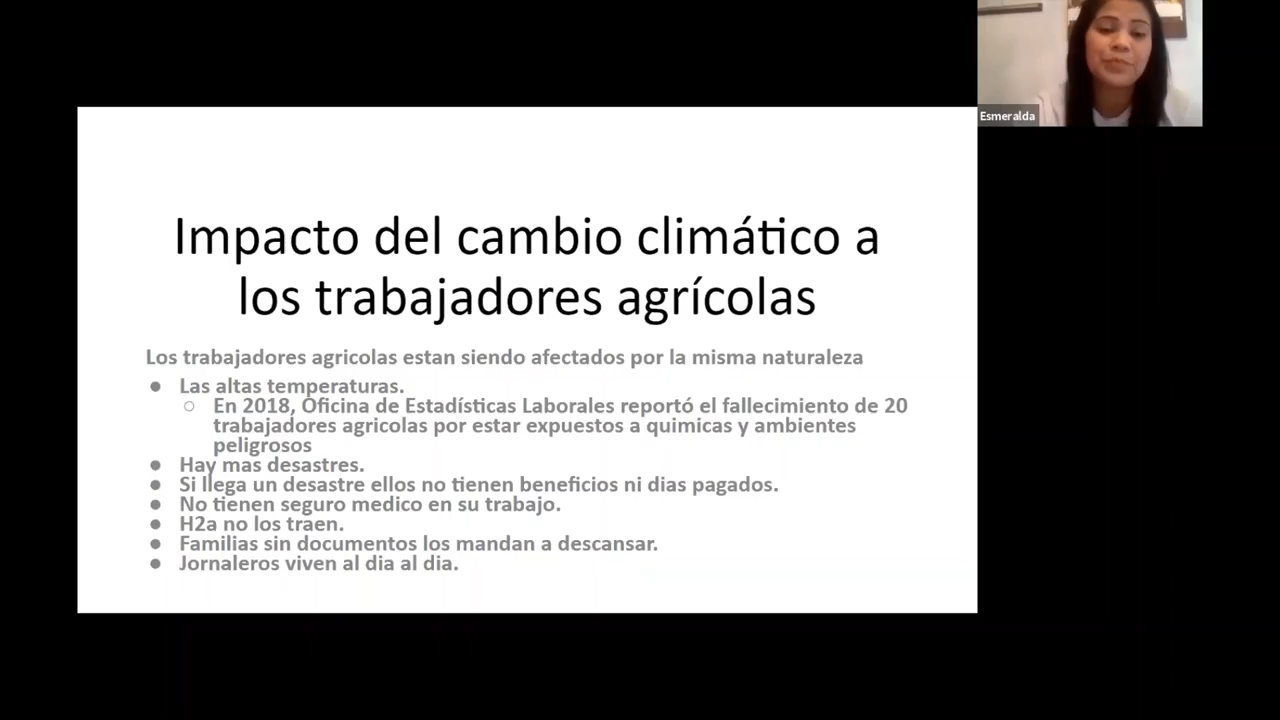 Esmeralda
Impacto del cambio climático a
los trabajadores agrícolas
Los trabajadores agricolas estan siendo afectados por la misma naturaleza
● Las altas temperaturas.
○ En 2018, Oficina de Estadísticas Laborales reportó el fallecimiento de 20
trabajadores agricolas por estar expuestos a quimicas y ambientes
peligrosos
● Hay mas desastres.
● Si llega un desastre ellos no tienen beneficios ni dias pagados.
● No tienen seguro medico en su trabajo.
● H2a no los traen.
● Familias sin documentos los mandan a descansar.
● Jornaleros viven al dia al dia.